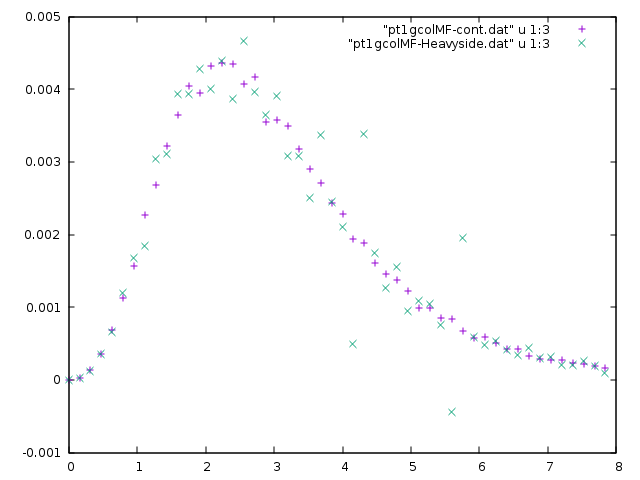 0.005
"pt1gcolMF-cont.dat" u 1:3
"pt1gcolMF-Heavyside.dat" u 1:3
0.004
0.003
0.002
0.001
0
-0.001
0 1 2 3 4 5 6 7 8